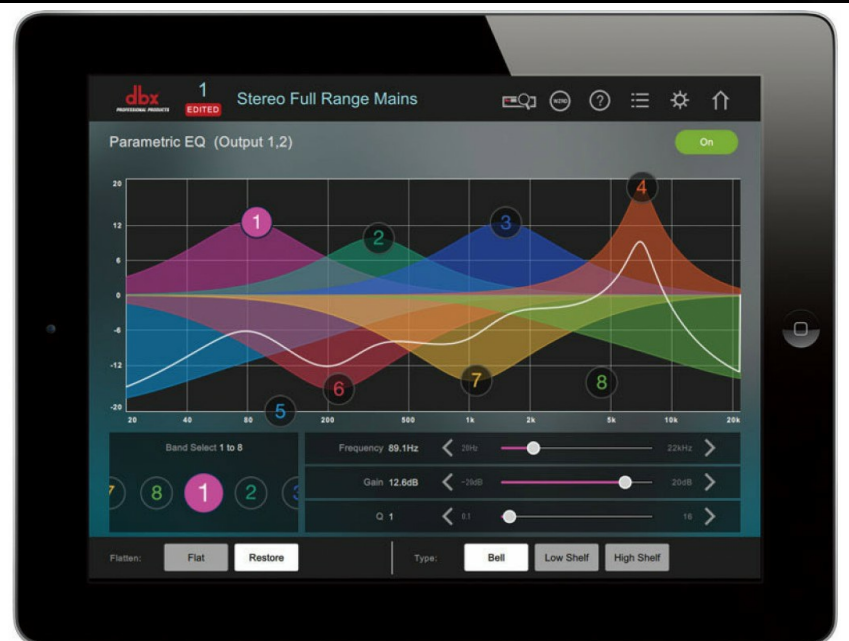 dbx
PROFESSIONAL PRODUCTS
1
EDITED
Stereo Full Range Mains
?
Parametric EQ (Output 1,2)
On
20
12
6
0
-6
-12
-20
1
2
3
4
5
6
7
8
20 40 80 200 500 1k 2k 5k 10k 20k
Band Select 1 to 8
7 8 1 2 3
Frequency 89.1Hz 20Hz 22kHz
Gain 12.6dB -20dB 20dB
Q 1 0.1 16
Flatten: Flat Restore Type: Bell Low Shelf High Shelf